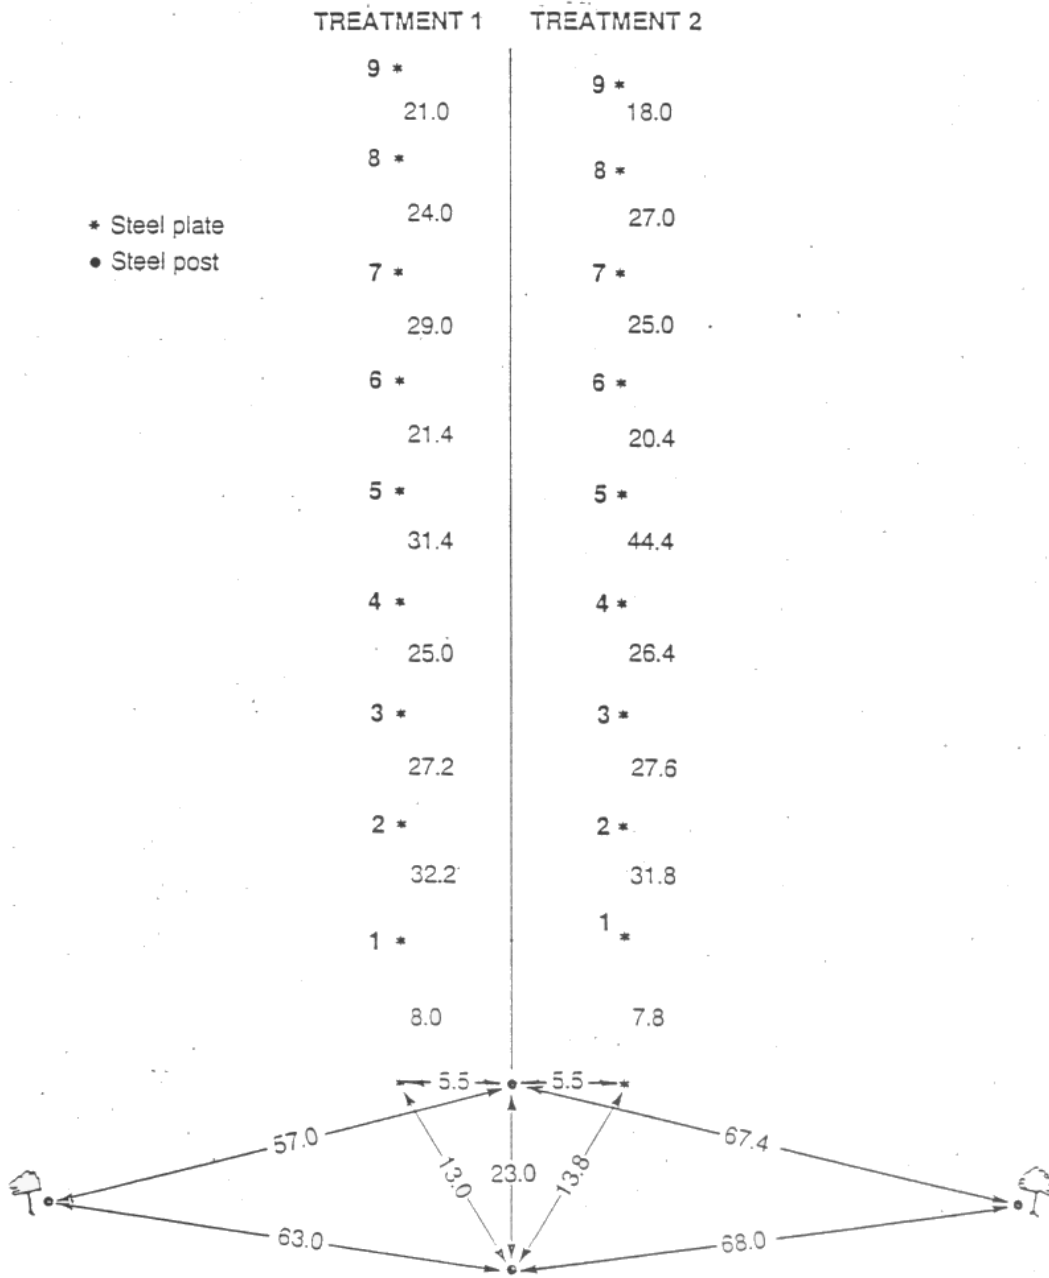 TREATMENT 1 TREATMENT 2
9 *
9 *
21.0 18.0
8 *
8 *
24.0 27.0
* Steel plate
● Steel post
7 * 7 *
29.0 25.0
6 * 6 *
21.4 20.4
5 * 5 *
31.4 44.4
4 * 4 *
25.0 26.4
3 * 3 *
27.2 27.6
2 * 2 *
32.2 31.8
1 * 1 *
8.0 7.8
5.5 5.5
57.0 67.4
13.0 23.0 13.8
63.0 68.0